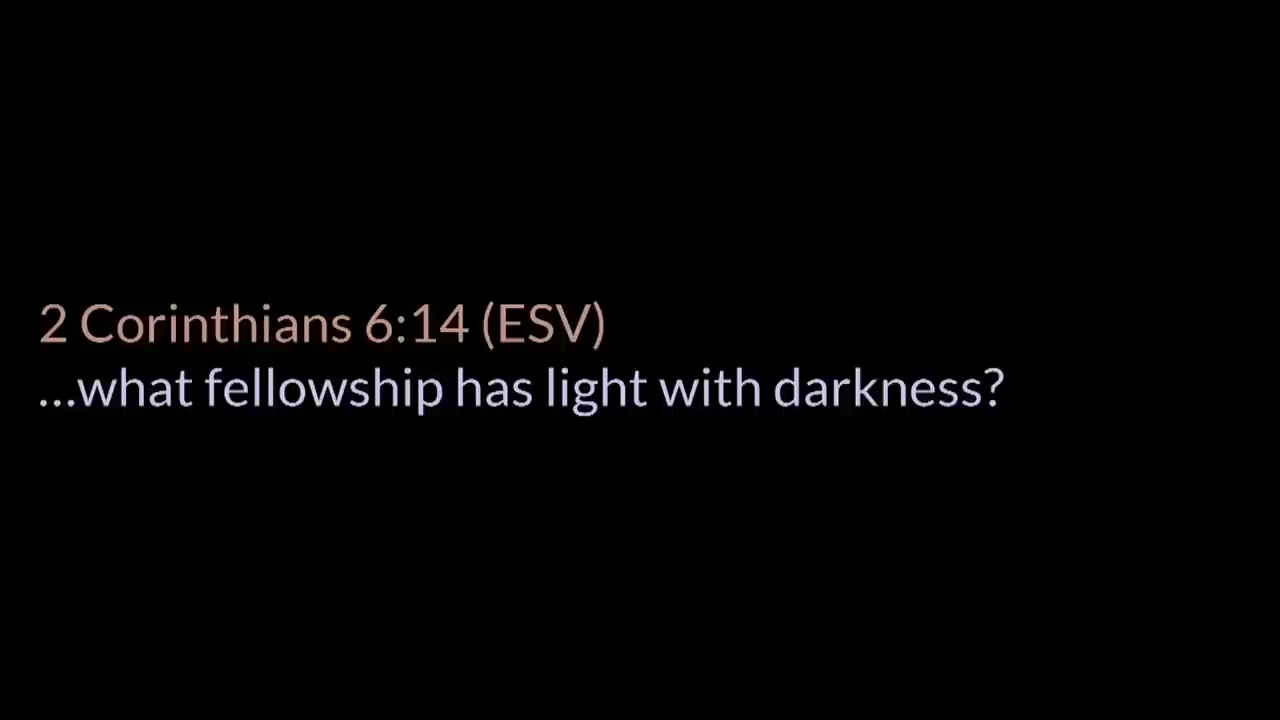 2 Corinthians 6:14 (ESV)
...what fellowship has light with darkness?